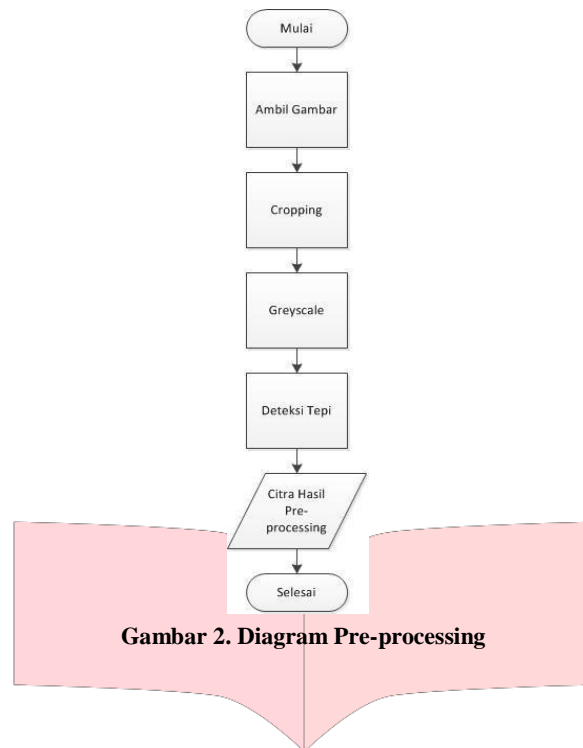 Mulai
Ambil Gambar
Cropping
Greyscale
Deteksi Tepi
Citra Hasil
Pre-
processing
Selesai
Gambar 2. Diagram Pre-processing